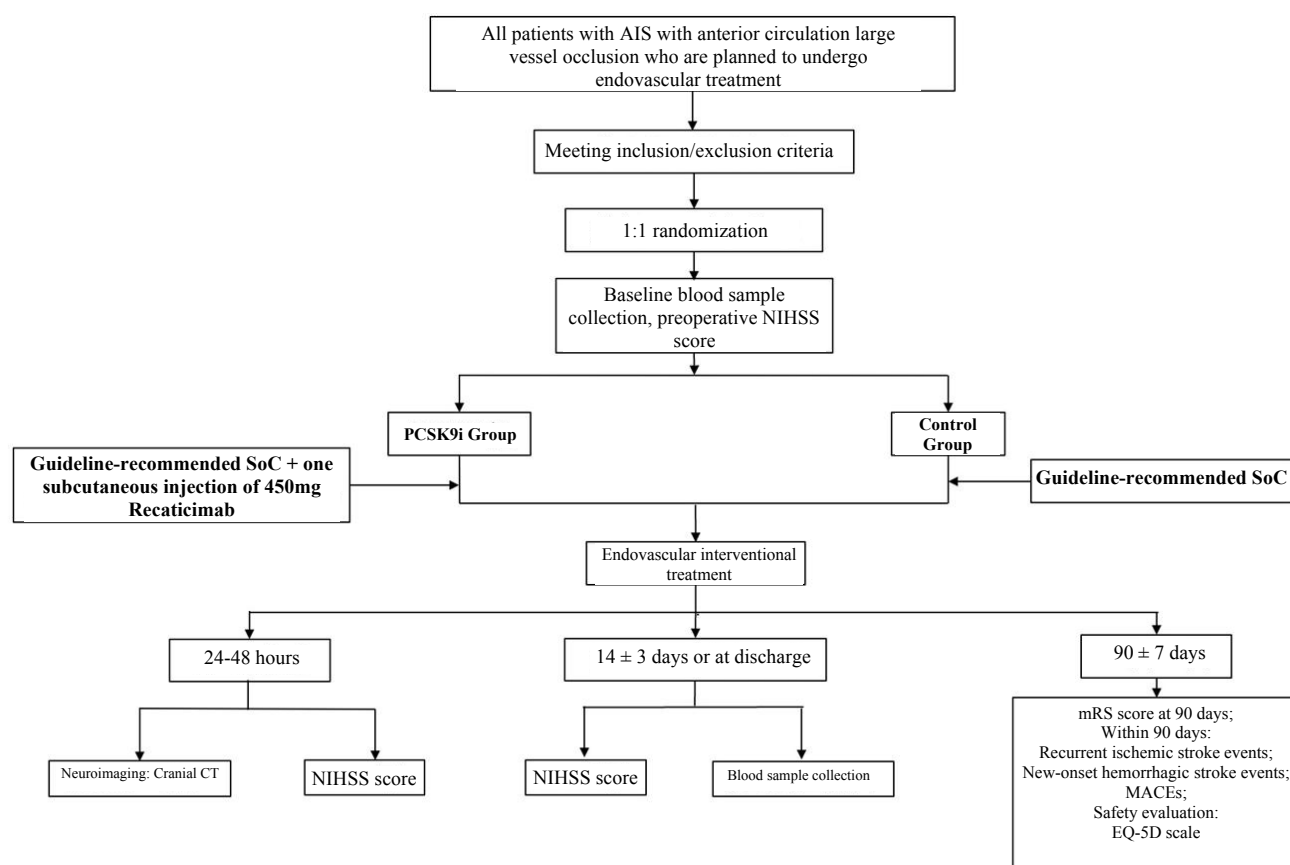 All patients with AIS with anterior circulation large
vessel occlusion who are planned to undergo
endovascular treatment
Meeting inclusion/exclusion criteria
1:1 randomization
Baseline blood sample
collection, preoperative NIHSS
score
PCSK9i Group
Control
Group
Guideline-recommended SoC + one
subcutaneous injection of 450mg
Recaticimab
Guideline-recommended SoC
Endovascular interventional
treatment
24-48 hours
14 ± 3 days or at discharge
90 ± 7 days
Neuroimaging: Cranial CT
NIHSS score
NIHSS score
Blood sample collection
mRS score at 90 days;
Within 90 days:
Recurrent ischemic stroke events;
New-onset hemorrhagic stroke events;
MACEs;
Safety evaluation:
EQ-5D scale